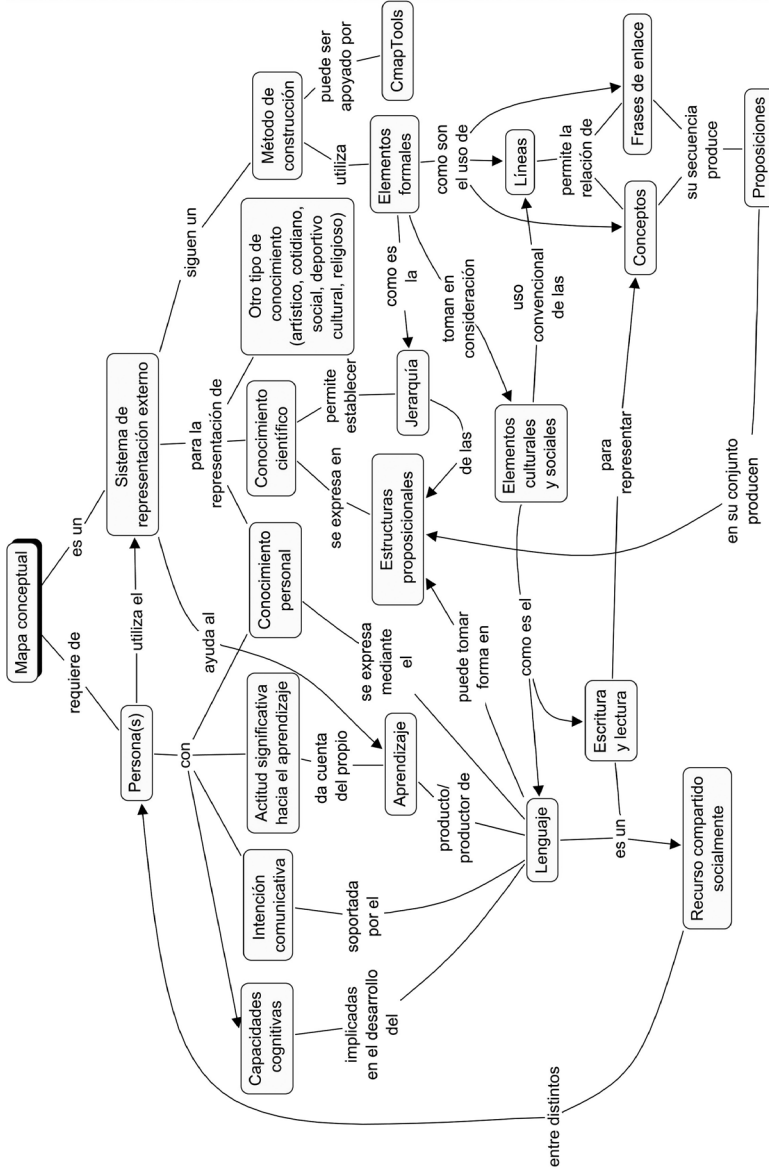 Mapa conceptual
requiere de
es un
Persona(s)
utiliza el
Sistema de
representación externo
siguen un
con
ayuda al
para la
representación de
Método de
construcción
puede ser
apoyado por
CmapTools
utiliza
Capacidades
cognitivas
Intención
comunicativa
Actitud significativa
hacia el aprendizaje
Conocimiento
personal
Conocimiento
científico
Otro tipo de
conocimiento
(artístico, cotidiano,
social, deportivo
cultural, religioso)
implicadas
en el desarrollo
del
soportada
por el
da cuenta
del propio
Aprendizaje
producto/
productor de
se expresa
mediante
el
se expresa en
permite
establecer
como es
la
Elementos
formales
Estructuras
proposicionales
Jerarquía
de las
toman en
consideración
como son
el uso de
puede tomar
forma en
Elementos
culturales
y sociales
uso
convencional
de las
Líneas
permite la
relación de
Lenguaje
como es el
Escritura
y lectura
para
representar
Conceptos
Frases de enlace
es un
su secuencia
produce
Recurso compartido
socialmente
en su conjunto
producen
Proposiciones
entre distintos